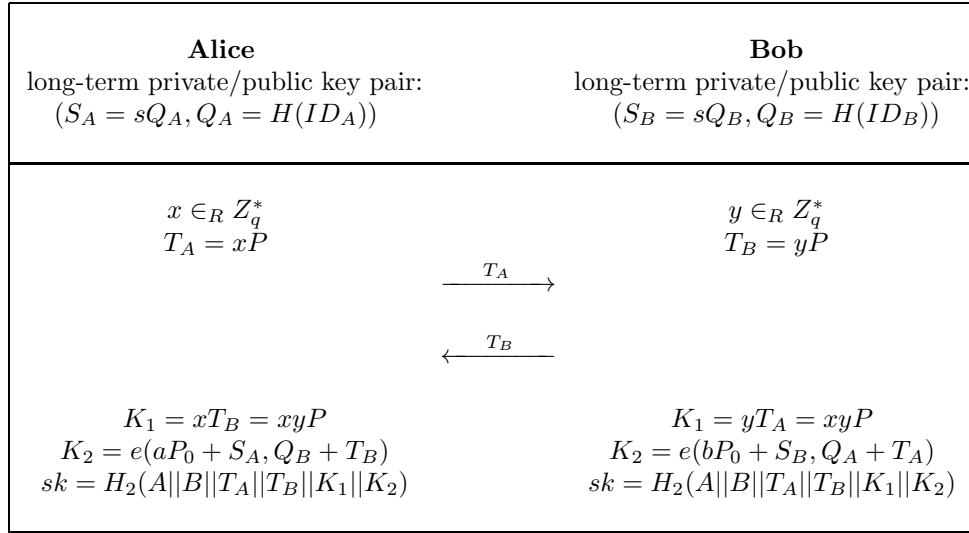 Alice Bob
long-term private/public key pair: long-term private/public key pair:
(S_A = sQ_A, Q_A = H(ID_A)) (S_B = sQ_B, Q_B = H(ID_B))
x ∈_R Z_q^* y ∈_R Z_q^*
T_A = xP T_B = yP
T_A
T_B
K_1 = xT_B = xyP K_1 = yT_A = xyP
K_2 = e(aP_0 + S_A, Q_B + T_B) K_2 = e(bP_0 + S_B, Q_A + T_A)
sk = H_2(A||B||T_A||T_B||K_1||K_2) sk = H_2(A||B||T_A||T_B||K_1||K_2)